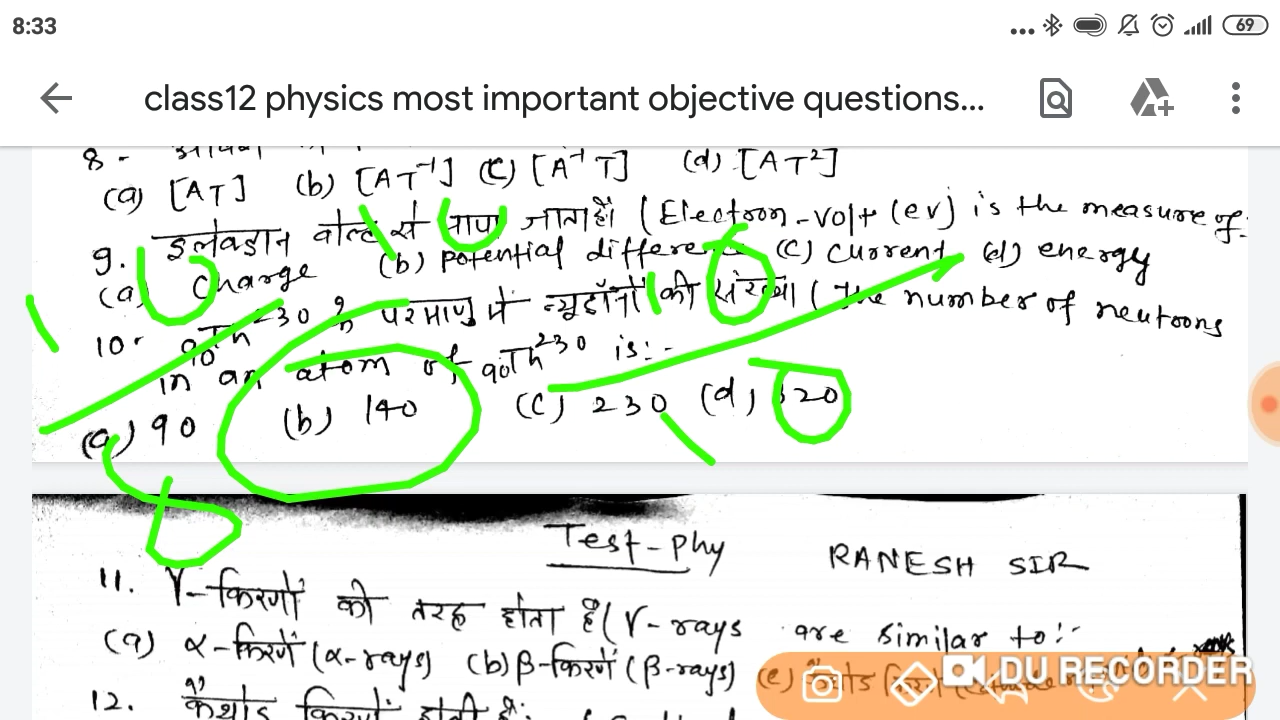 8:33
69
class12 physics most important objective questions...
8-
(a) [AT] (b) [AT⁻¹] (C) [A⁻¹ T] (d) [AT²]
9. इलेक्ट्रान वोल्ट से मापा जाता है। (Electron-volt (ev) is the measure of:-
(a) charge (b) potential difference (c) current (d) energy
10. ₉₀Th²³⁰ के परमाणु में न्यूट्रॉनों की संख्या (the number of neutrons
in an atom of ₉₀Th²³⁰ is:-
(a) 90 (b) 140 (c) 230 (d) 320
Test-Phy RANESH SIR
11. γ-किरणों की तरह होता है (γ-rays are similar to:-
(a) α-किरणें (α-rays) (b) β-किरणें (β-rays) (c)
DU RECORDER
12. कैथोड किरणें होती हैं: